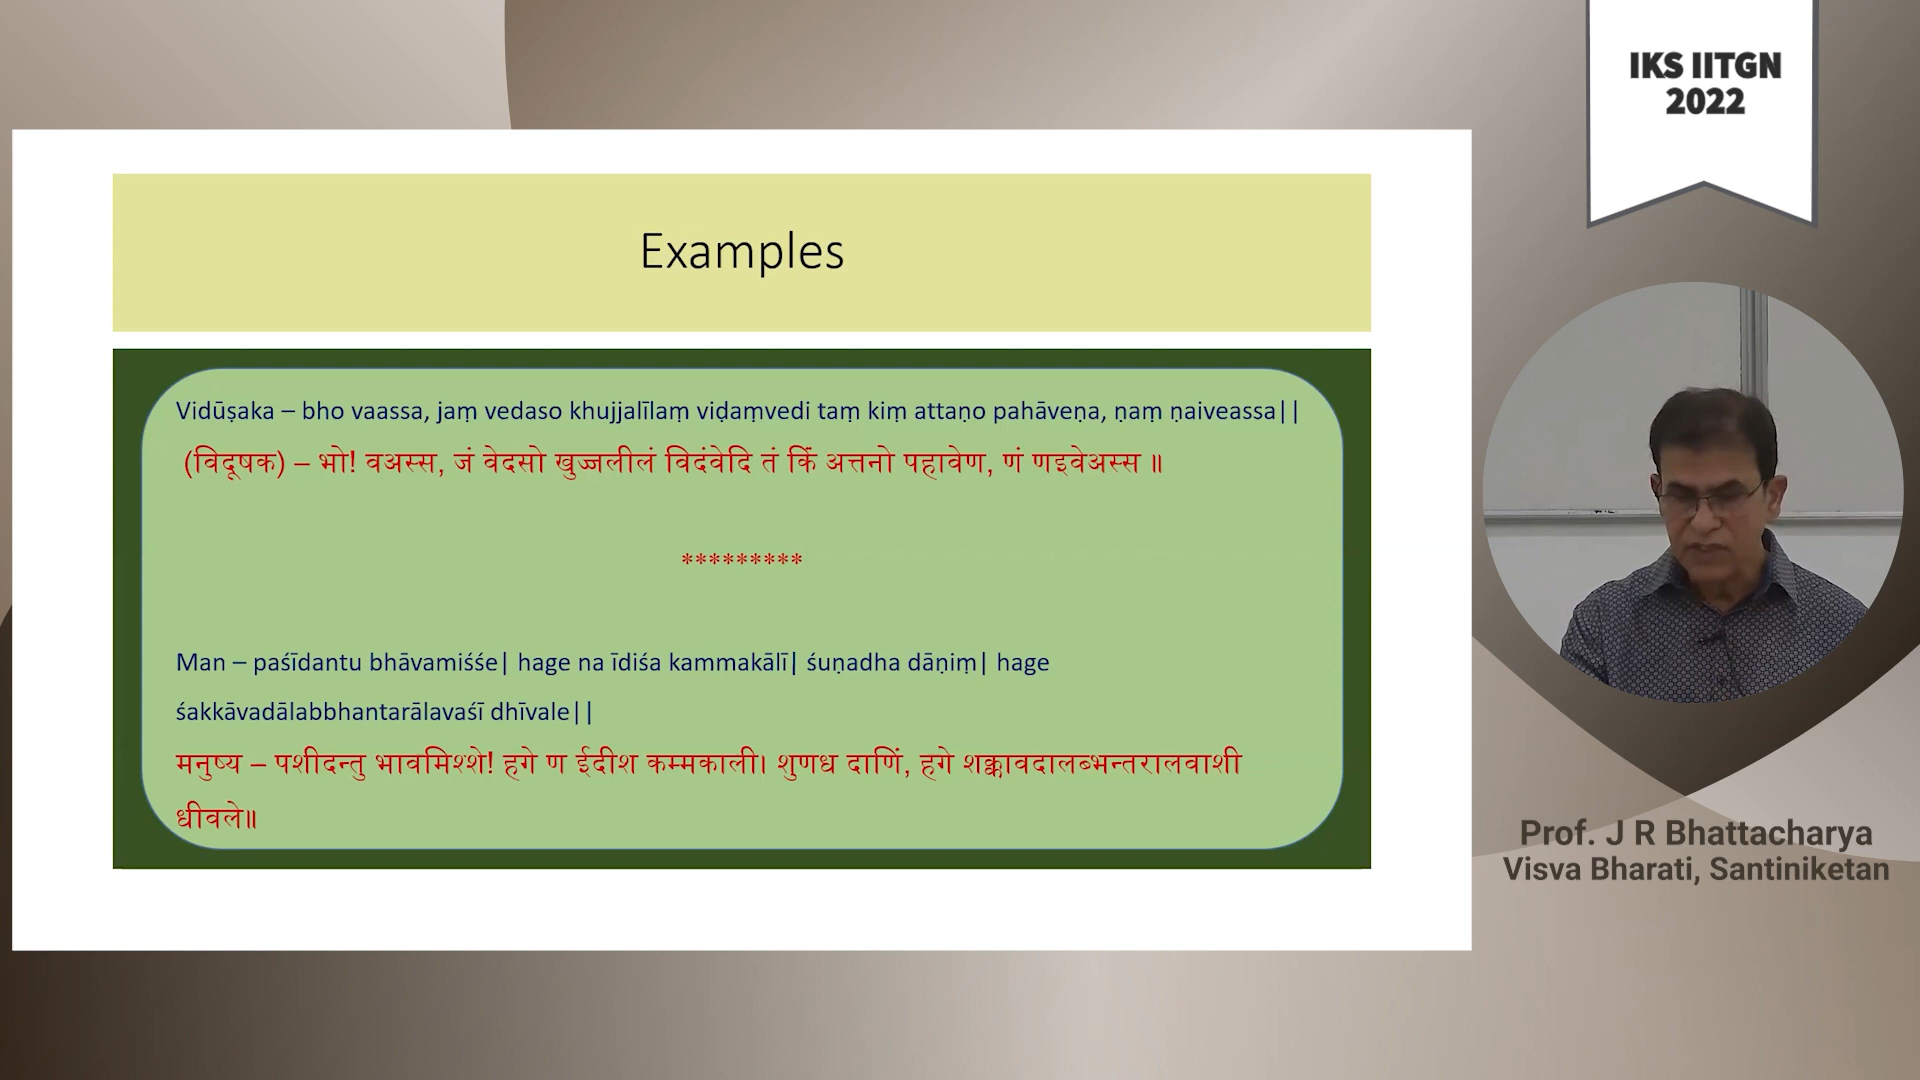 IKS IITGN
2022
Examples
Vidūṣaka – bho vaassa, jaṃ vedaso khujjalīlaṃ viḍaṃvedi taṃ kiṃ attaṇo pahāveṇa, ṇaṃ ṇaiveassa||
(विदूषक) – भो! वअस्स, जं वेदसो खुज्जलीलं विदंवेदि तं किं अत्तनो पहावेण, णं णइवेअस्स ॥
*********
Man – paśīdantu bhāvamiśśe| hage na īdiśa kammakālī| śuṇadha dāṇiṃ| hage
śakkāvadālabbhantarālavaśī dhīvale||
मनुष्य – पशीदन्तु भावमिश्शे! हगे ण ईदीश कम्मकाली। शुणध दाणिं, हगे शक्कावदालब्भन्तरालवाशी
धीवले॥
Prof. J R Bhattacharya
Visva Bharati, Santiniketan